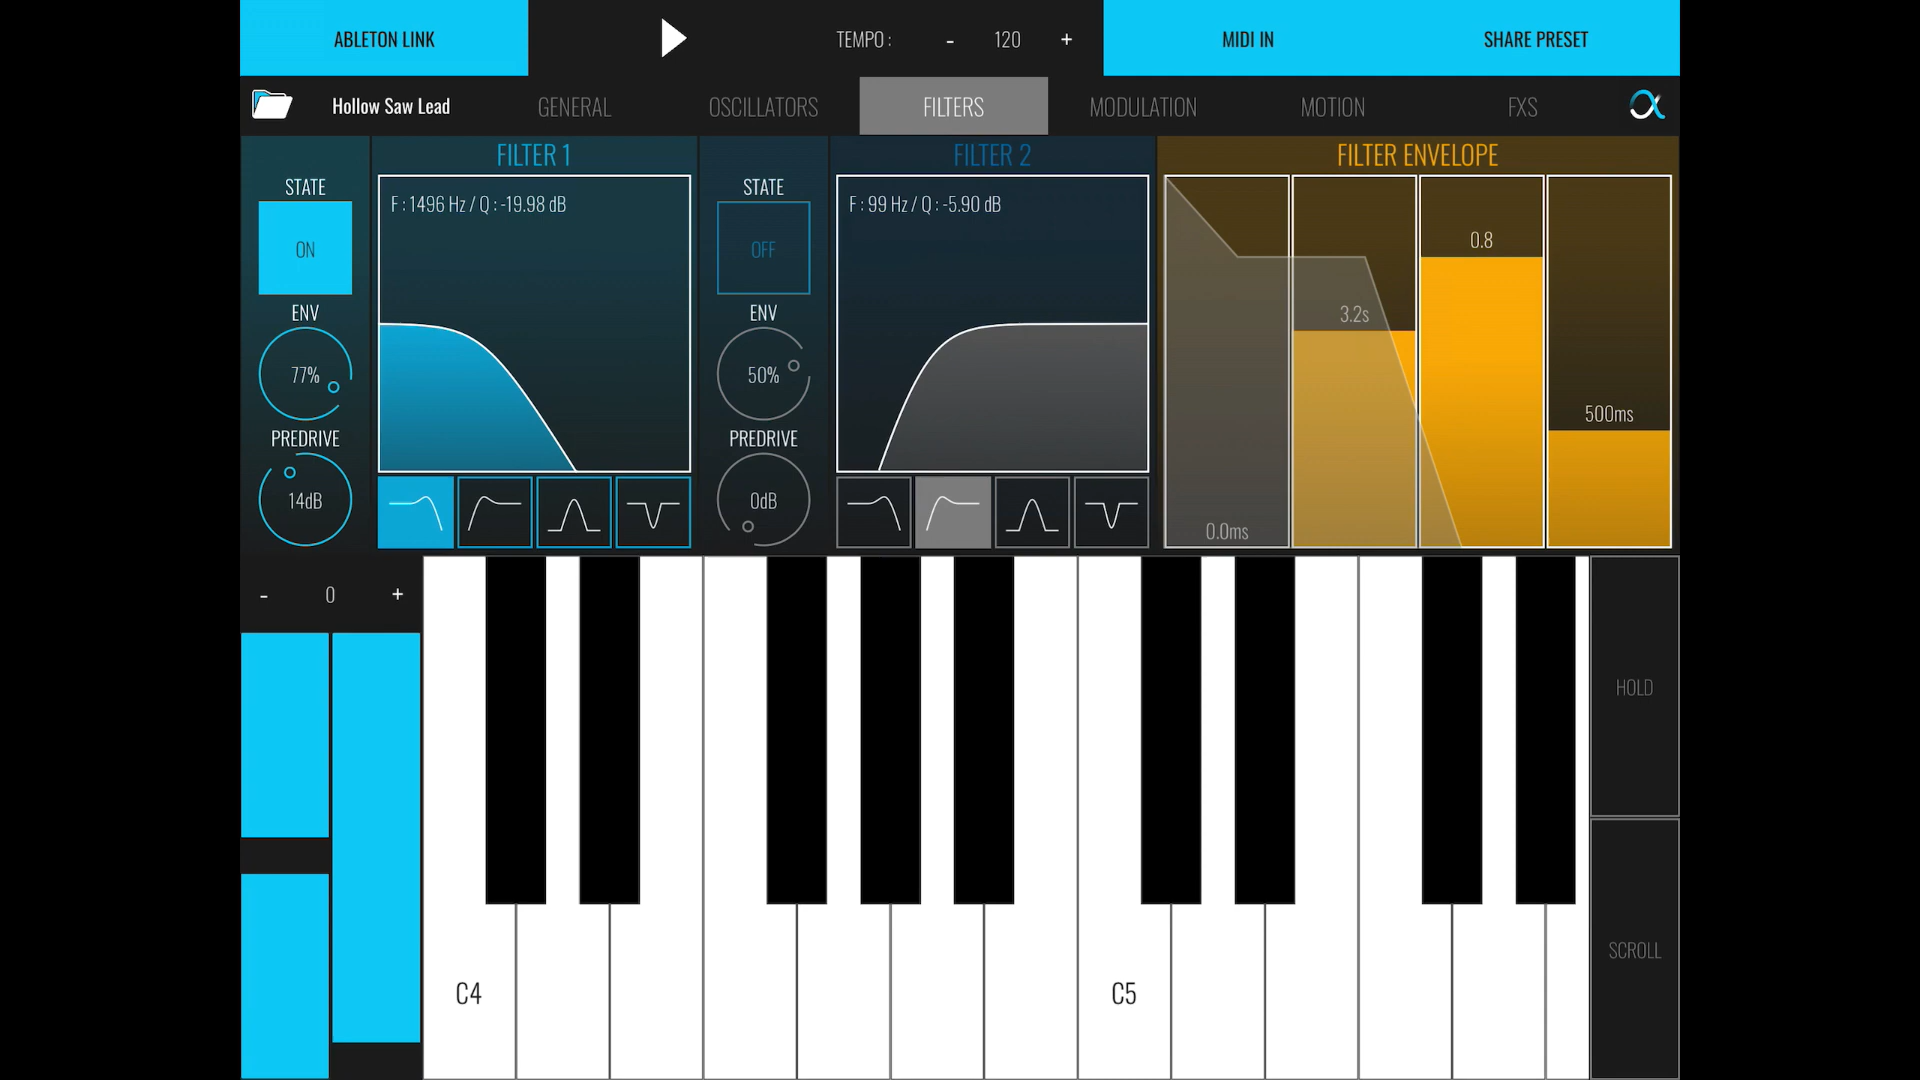 ABLETON LINK
TEMPO :
-
120
+
MIDI IN
SHARE PRESET
Hollow Saw Lead
GENERAL
OSCILLATORS
FILTERS
MODULATION
MOTION
FXS
STATE
ON
ENV
77%
PREDRIVE
14dB
FILTER 1
F : 1496 Hz / Q : -19.98 dB
STATE
OFF
ENV
50%
PREDRIVE
0dB
FILTER 2
F : 99 Hz / Q : -5.90 dB
FILTER ENVELOPE
0.0ms
3.2s
0.8
500ms
-
0
+
C4
C5
HOLD
SCROLL